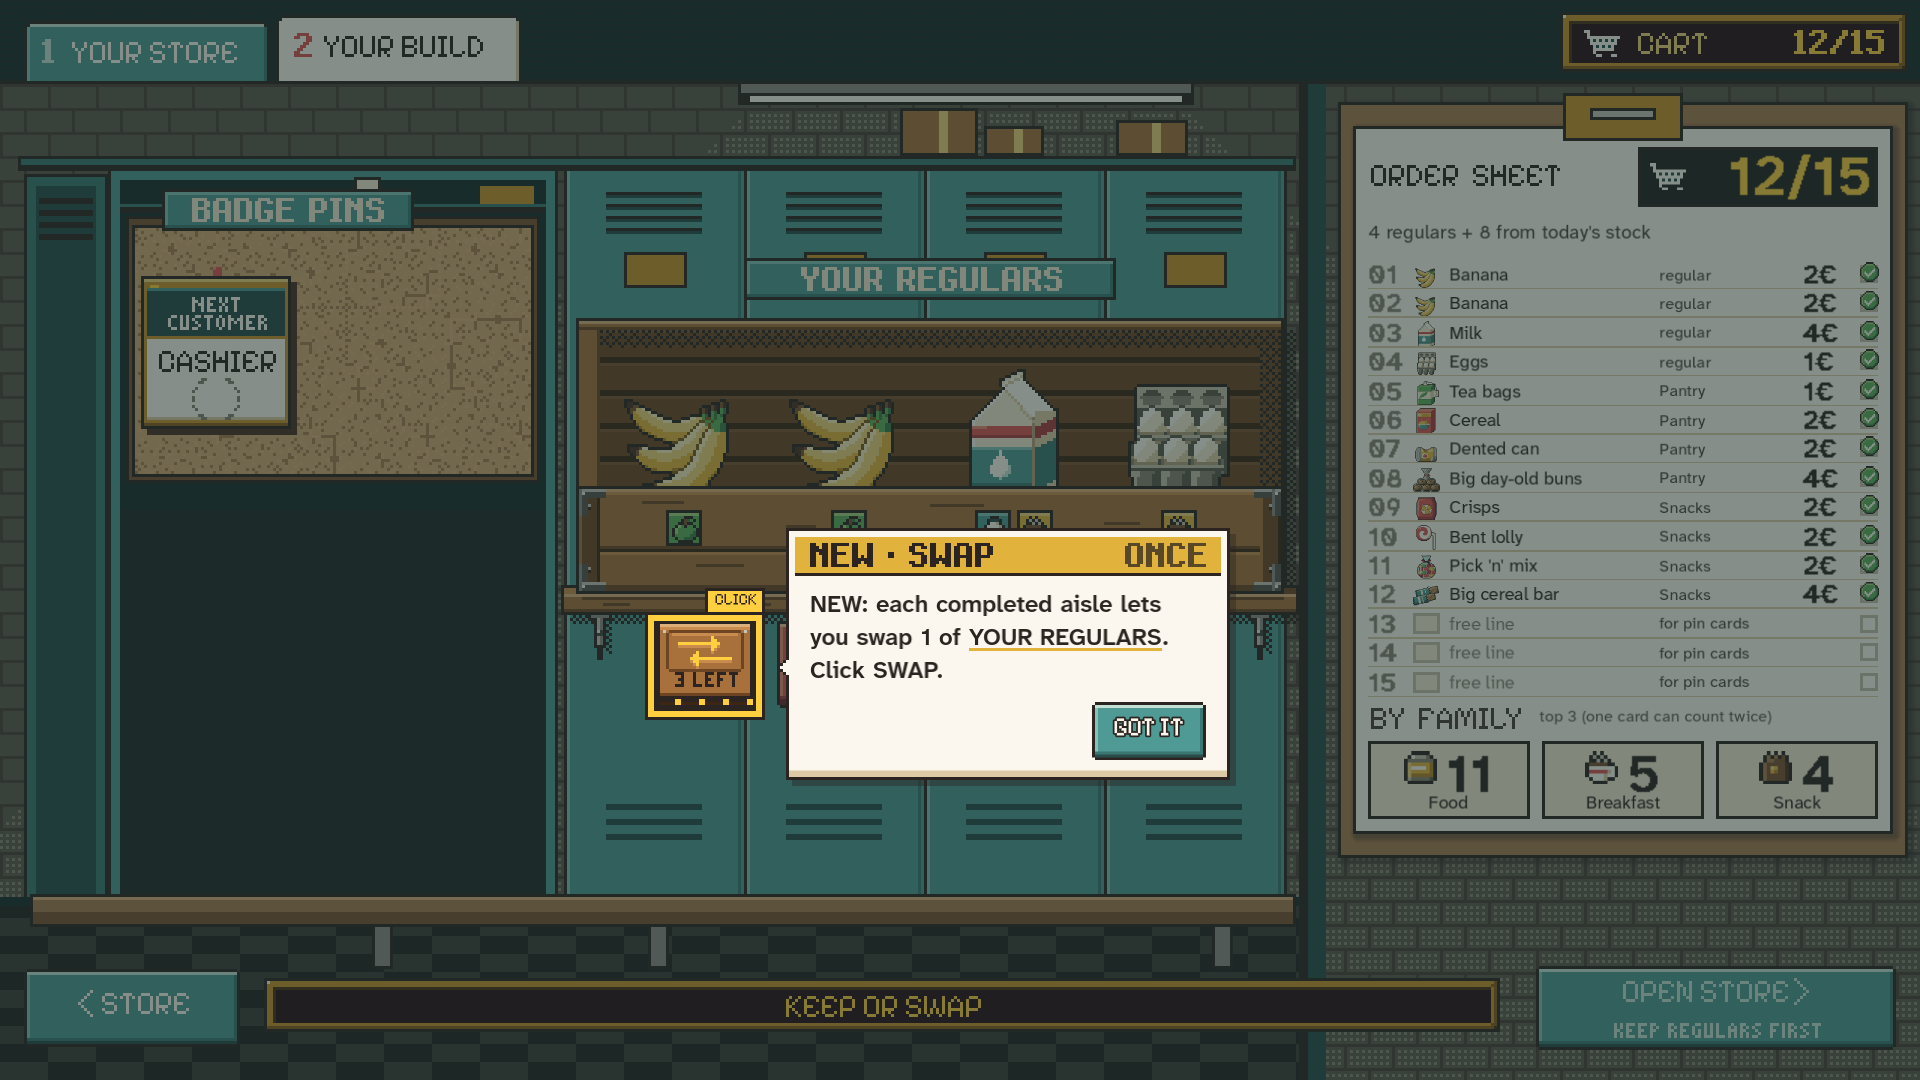 1 YOUR STORE
2 YOUR BUILD
CART 12/15
BADGE PINS
NEXT
CUSTOMER
CASHIER
YOUR REGULARS
CLICK
3 LEFT
NEW · SWAP ONCE
NEW: each completed aisle lets
you swap 1 of YOUR REGULARS.
Click SWAP.
GOT IT
ORDER SHEET 12/15
4 regulars + 8 from today's stock
01 Banana regular 2€
02 Banana regular 2€
03 Milk regular 4€
04 Eggs regular 1€
05 Tea bags Pantry 1€
06 Cereal Pantry 2€
07 Dented can Pantry 2€
08 Big day-old buns Pantry 4€
09 Crisps Snacks 2€
10 Bent lolly Snacks 2€
11 Pick 'n' mix Snacks 2€
12 Big cereal bar Snacks 4€
13 free line for pin cards
14 free line for pin cards
15 free line for pin cards
BY FAMILY top 3 (one card can count twice)
11 Food
5 Breakfast
4 Snack
< STORE
KEEP OR SWAP
OPEN STORE >
KEEP REGULARS FIRST